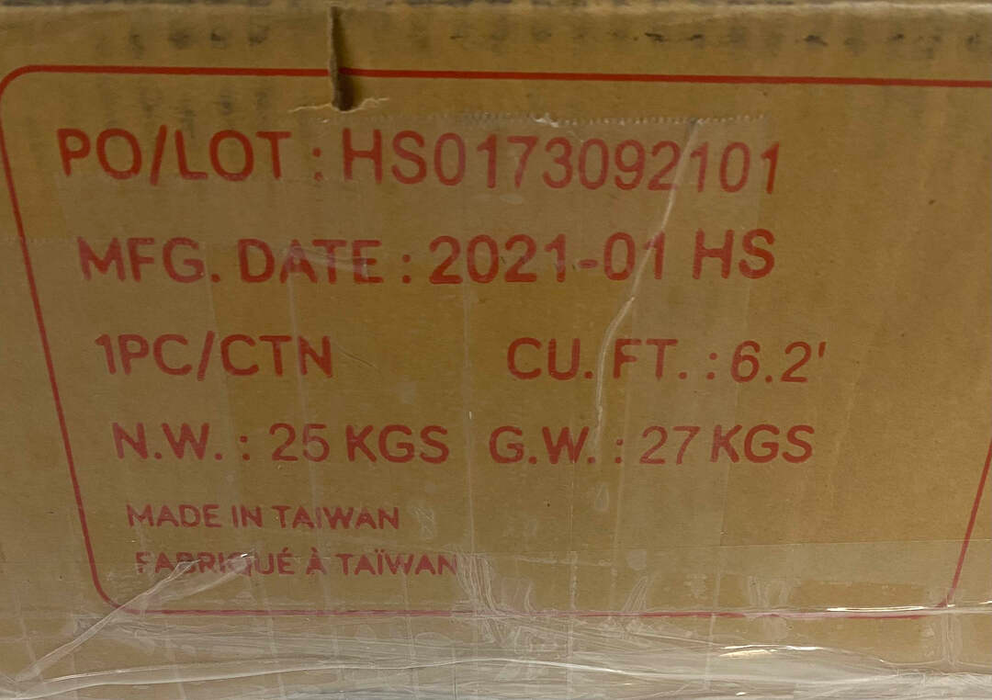 PO/LOT : HS0173092101
MFG. DATE : 2021-01 HS
1PC/CTN CU. FT. : 6.2'
N.W. : 25 KGS G.W. : 27 KGS
MADE IN TAIWAN
FABRIQUÉ À TAÏWAN